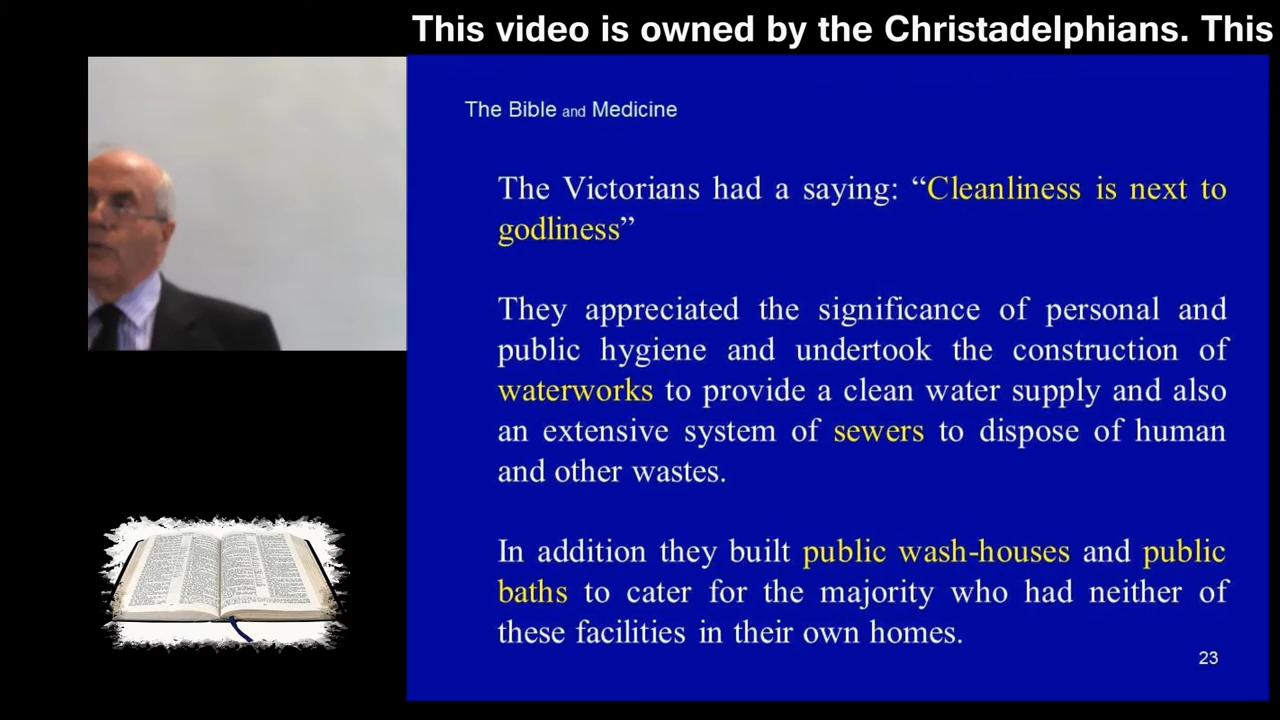 This video is owned by the Christadelphians. This
The Bible and Medicine
The Victorians had a saying: “Cleanliness is next to
godliness”
They appreciated the significance of personal and
public hygiene and undertook the construction of
waterworks to provide a clean water supply and also
an extensive system of sewers to dispose of human
and other wastes.
In addition they built public wash-houses and public
baths to cater for the majority who had neither of
these facilities in their own homes.
23